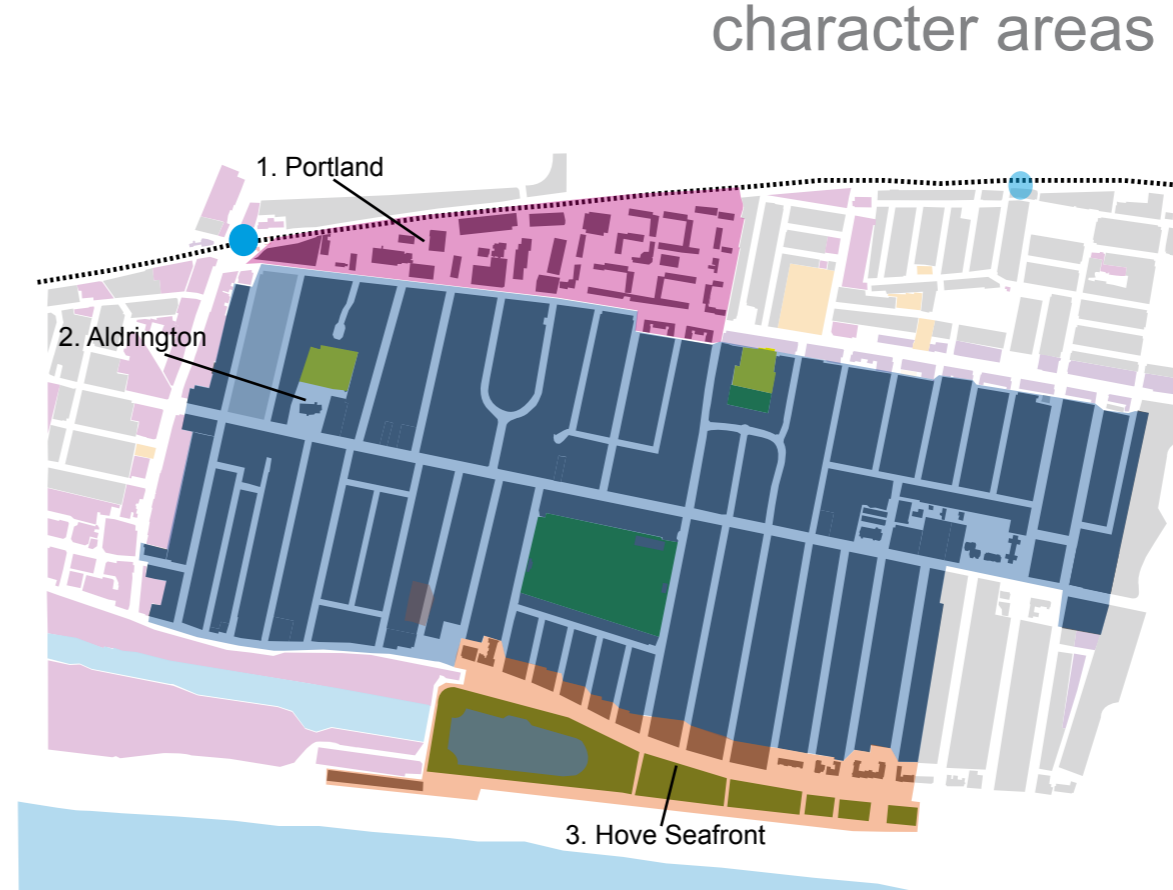 character areas
1. Portland
2. Aldrington
3. Hove Seafront